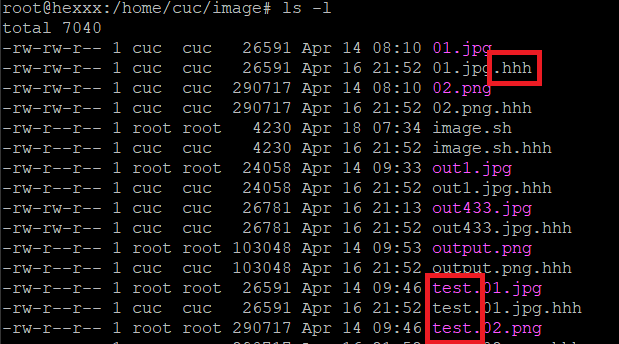 root@hexxx:/home/cuc/image# ls -l
total 7040
-rw-rw-r-- 1 cuc  cuc   26591 Apr 14 08:10 01.jpg
-rw-rw-r-- 1 cuc  cuc   26591 Apr 16 21:52 01.jpg.hhh
-rw-rw-r-- 1 cuc  cuc  290717 Apr 14 08:10 02.png
-rw-rw-r-- 1 cuc  cuc  290717 Apr 16 21:52 02.png.hhh
-rw-r--r-- 1 root root   4230 Apr 18 07:34 image.sh
-rw-rw-r-- 1 cuc  cuc    4230 Apr 16 21:52 image.sh.hhh
-rw-r--r-- 1 root root  24058 Apr 14 09:33 out1.jpg
-rw-r--r-- 1 cuc  cuc   24058 Apr 16 21:52 out1.jpg.hhh
-rw-r--r-- 1 cuc  cuc   26781 Apr 16 21:13 out433.jpg
-rw-r--r-- 1 cuc  cuc   26781 Apr 16 21:52 out433.jpg.hhh
-rw-r--r-- 1 root root 103048 Apr 14 09:53 output.png
-rw-r--r-- 1 cuc  cuc  103048 Apr 16 21:52 output.png.hhh
-rw-r--r-- 1 root root  26591 Apr 14 09:46 test.01.jpg
-rw-r--r-- 1 cuc  cuc   26591 Apr 16 21:52 test.01.jpg.hhh
-rw-r--r-- 1 root root 290717 Apr 14 09:46 test.02.png